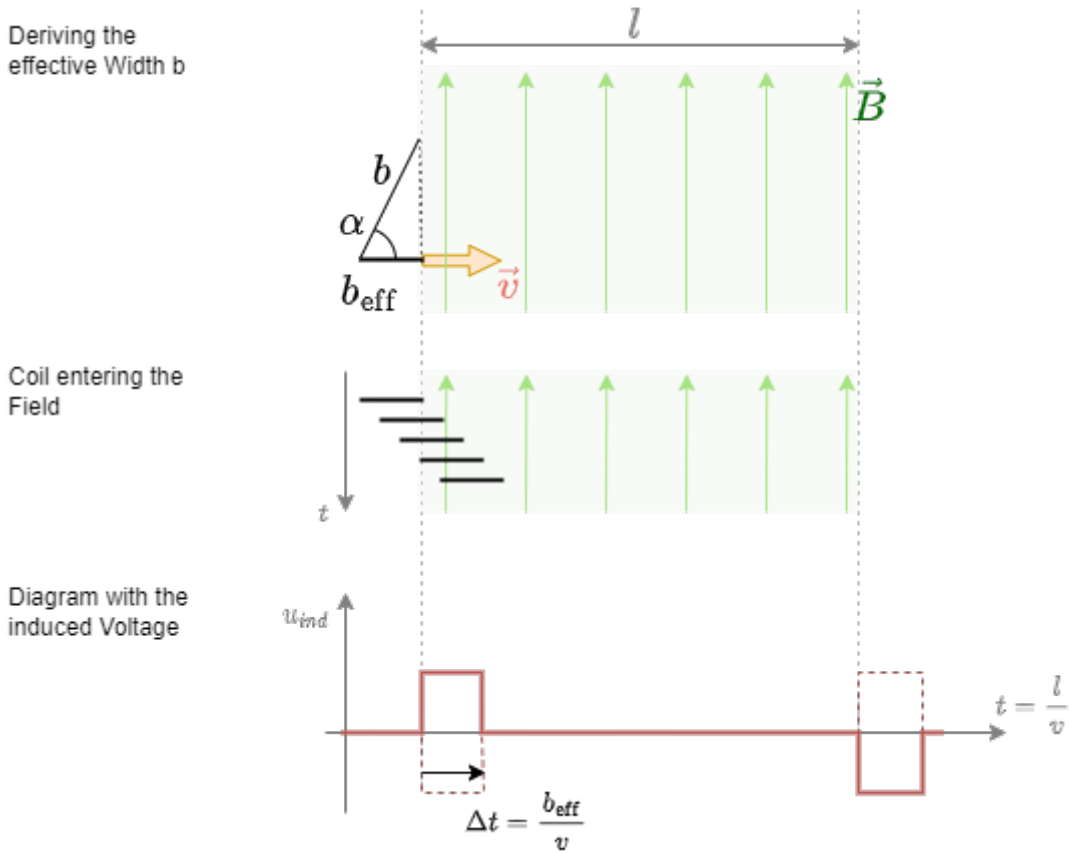 Deriving the
effective Width b
l
B⃗
b
α
b_eff
v⃗
Coil entering the
Field
t
Diagram with the
induced Voltage
u_ind
t = l/v
Δt = b_eff/v